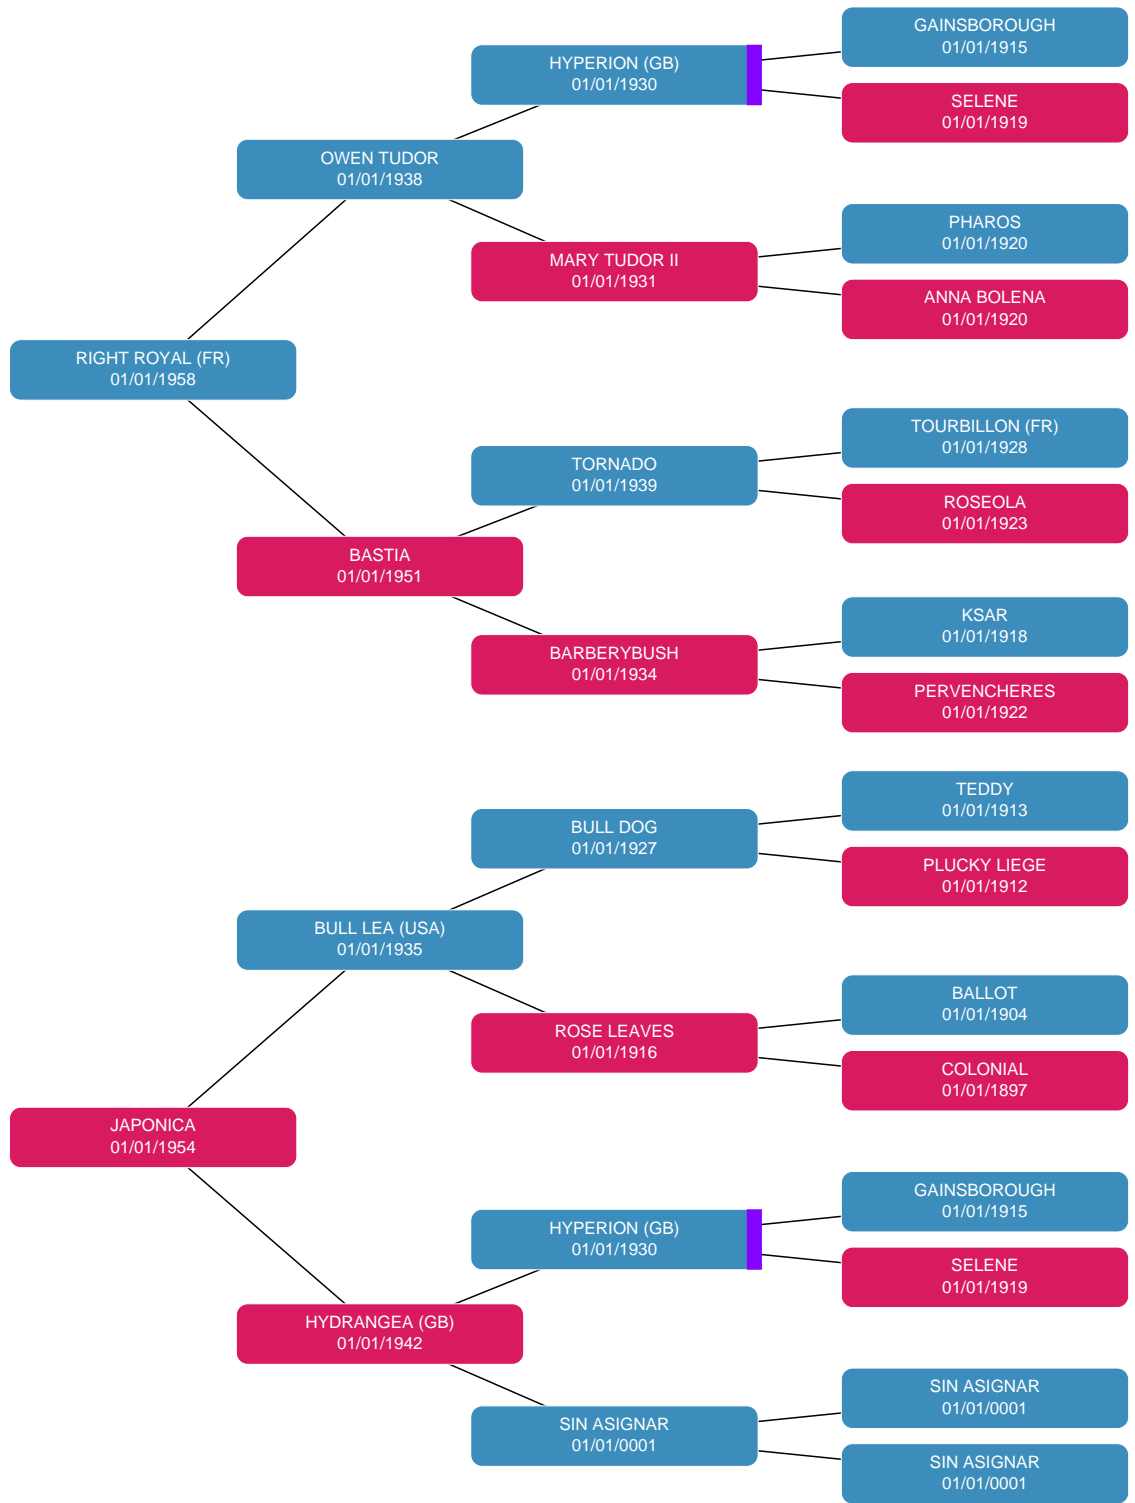 GAINSBOROUGH
01/01/1915
HYPERION (GB)
01/01/1930
SELENE
01/01/1919
OWEN TUDOR
01/01/1938
PHAROS
01/01/1920
MARY TUDOR II
01/01/1931
ANNA BOLENA
01/01/1920
RIGHT ROYAL (FR)
01/01/1958
TOURBILLON (FR)
01/01/1928
TORNADO
01/01/1939
ROSEOLA
01/01/1923
BASTIA
01/01/1951
KSAR
01/01/1918
BARBERYBUSH
01/01/1934
PERVENCHERES
01/01/1922
TEDDY
01/01/1913
BULL DOG
01/01/1927
PLUCKY LIEGE
01/01/1912
BULL LEA (USA)
01/01/1935
BALLOT
01/01/1904
ROSE LEAVES
01/01/1916
COLONIAL
01/01/1897
JAPONICA
01/01/1954
GAINSBOROUGH
01/01/1915
HYPERION (GB)
01/01/1930
SELENE
01/01/1919
HYDRANGEA (GB)
01/01/1942
SIN ASIGNAR
01/01/0001
SIN ASIGNAR
01/01/0001
SIN ASIGNAR
01/01/0001